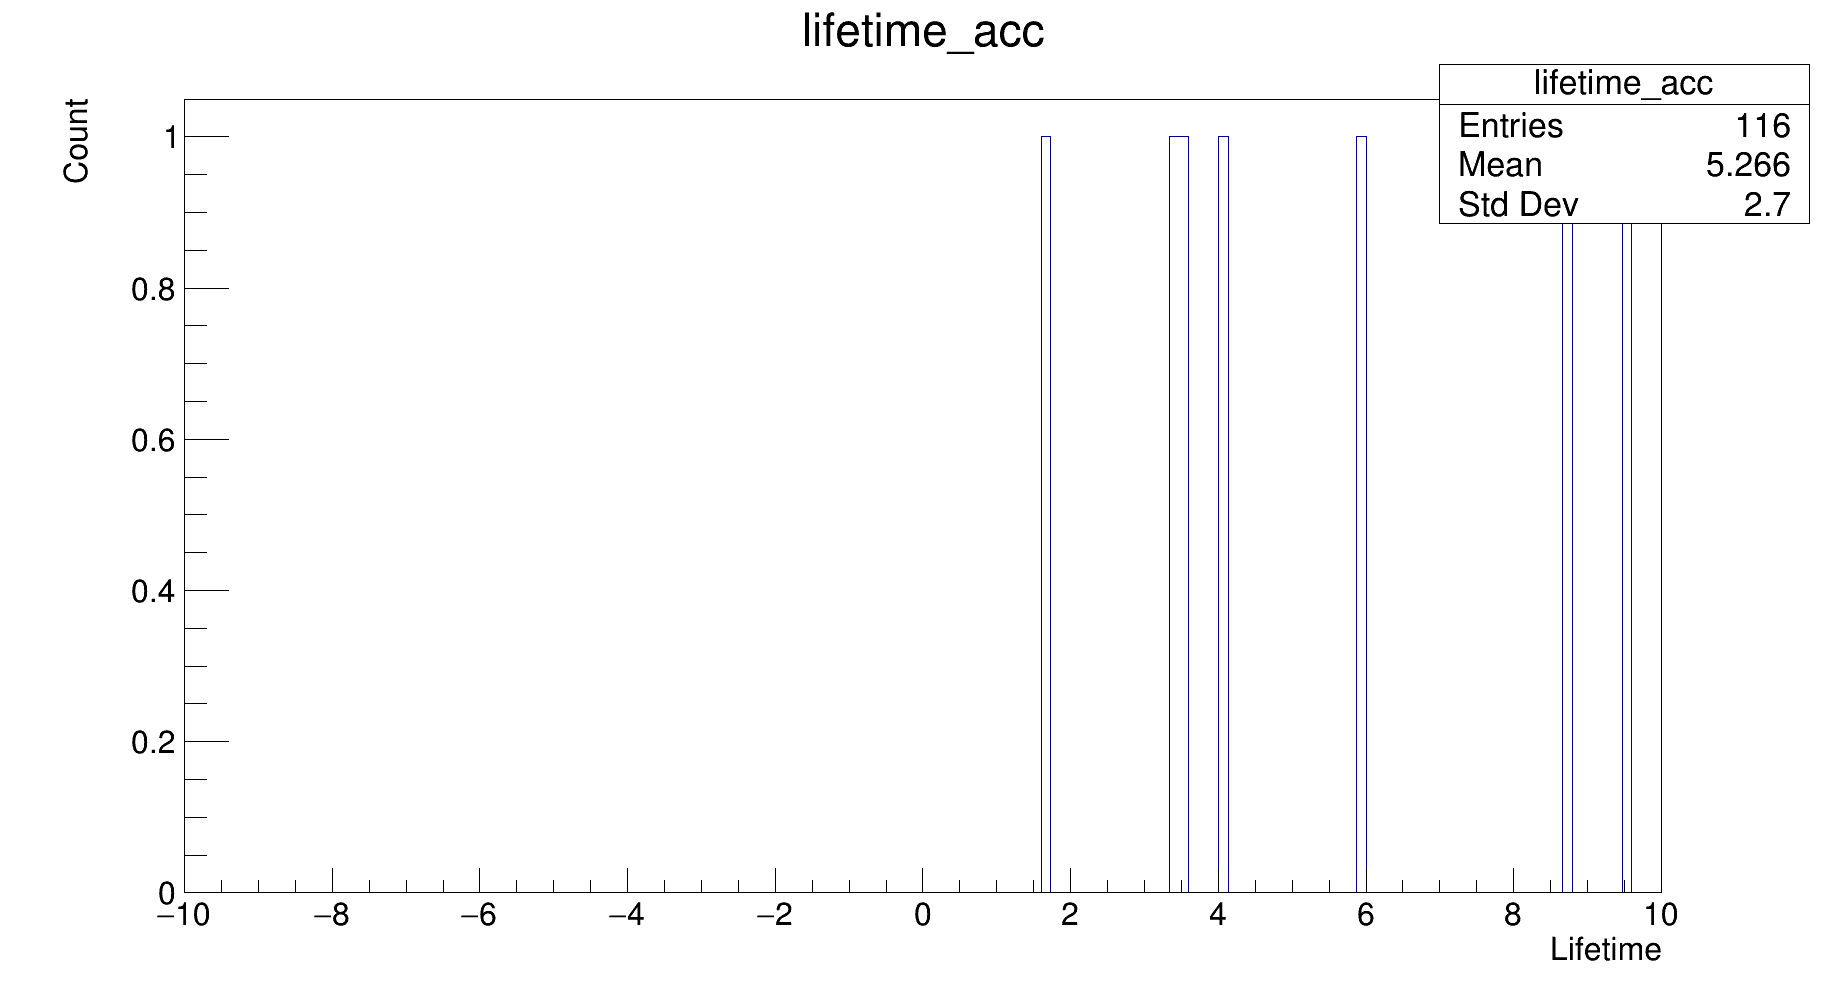 lifetime_acc
Count
lifetime_acc
Entries 116
Mean 5.266
Std Dev 2.7
1
0.8
0.6
0.4
0.2
0
−10 −8 −6 −4 −2 0 2 4 6 8 10
Lifetime